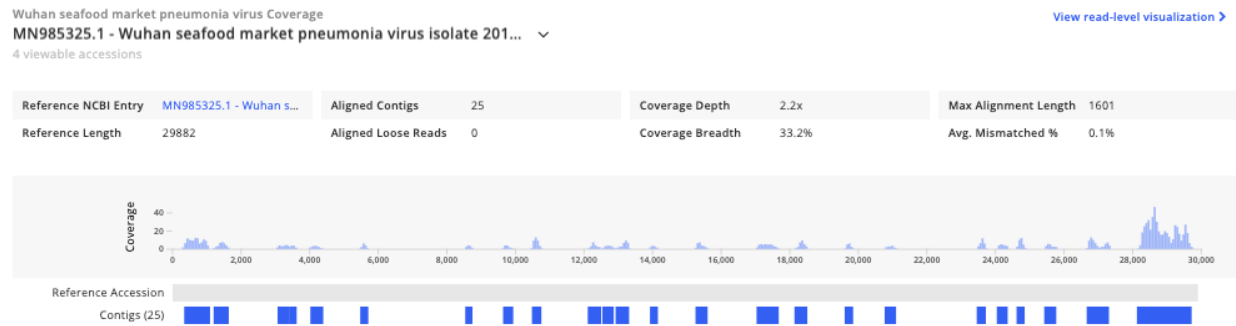 Wuhan seafood market pneumonia virus Coverage
View read-level visualization
MN985325.1 - Wuhan seafood market pneumonia virus isolate 201...
4 viewable accessions
Reference NCBI Entry MN985325.1 - Wuhan s... Aligned Contigs 25 Coverage Depth 2.2x Max Alignment Length 1601
Reference Length 29882 Aligned Loose Reads 0 Coverage Breadth 33.2% Avg. Mismatched % 0.1%
Coverage
40
20
0
0 2,000 4,000 6,000 8,000 10,000 12,000 14,000 16,000 18,000 20,000 22,000 24,000 26,000 28,000 30,000
Reference Accession
Contigs (25)